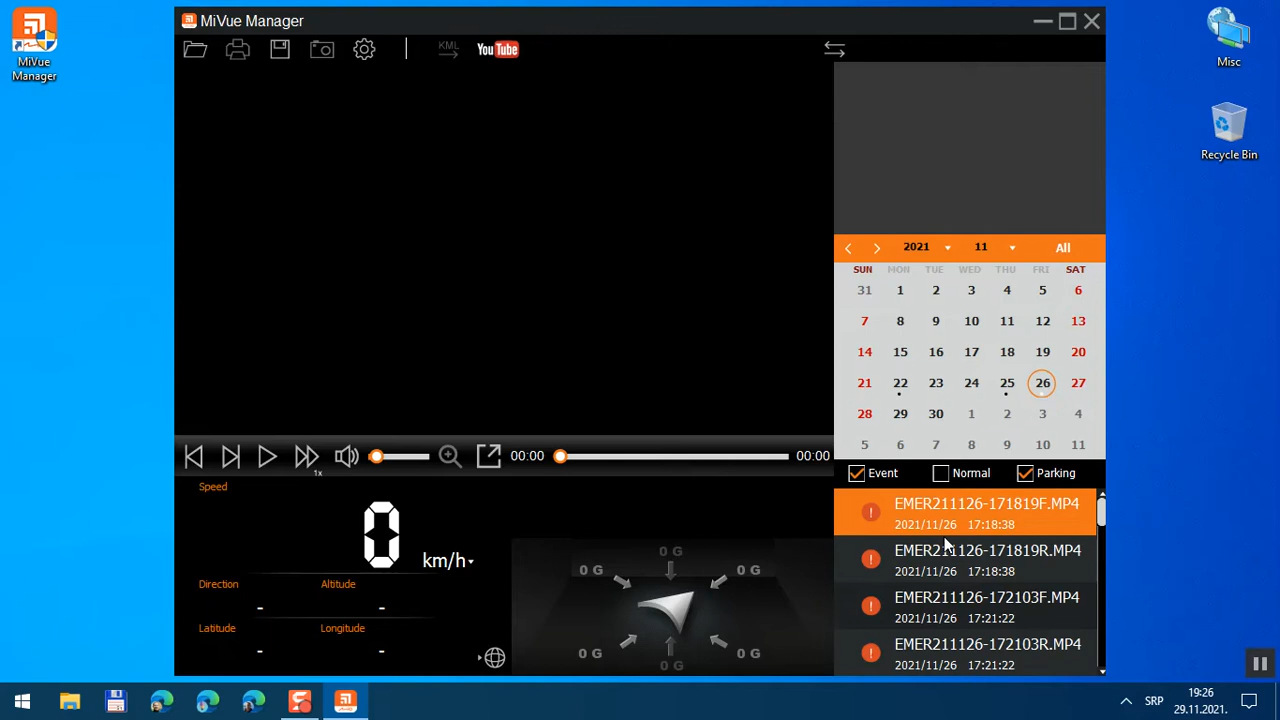 MiVue Manager
MiVue
Manager
Misc
Recycle Bin
KML
YouTube
2021 11 All
SUN MON TUE WED THU FRI SAT
31 1 2 3 4 5 6
7 8 9 10 11 12 13
14 15 16 17 18 19 20
21 22 23 24 25 26 27
28 29 30 1 2 3 4
5 6 7 8 9 10 11
1x 00:00 00:00
Event Normal Parking
EMER211126-171819F.MP4
2021/11/26 17:18:38
EMER211126-171819R.MP4
2021/11/26 17:18:38
EMER211126-172103F.MP4
2021/11/26 17:21:22
EMER211126-172103R.MP4
2021/11/26 17:21:22
Speed
0 km/h
Direction Altitude
- -
Latitude Longitude
- -
0 G
0 G 0 G
0 G 0 G
0 G
SRP
19:26
29.11.2021.